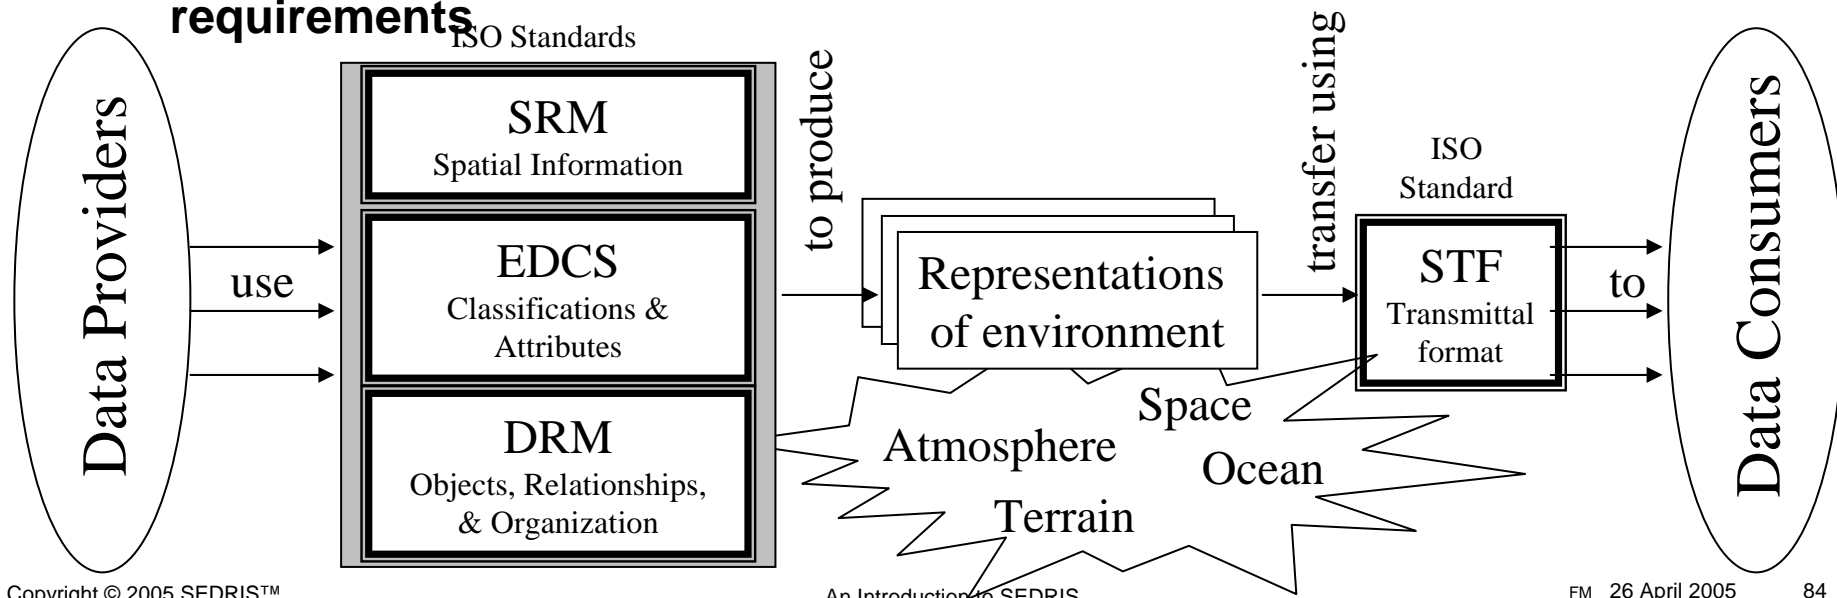 requirements
ISO Standards
Data Providers
use
SRM
Spatial Information
EDCS
Classifications &
Attributes
DRM
Objects, Relationships,
& Organization
to produce
Representations
of environment
Space
Atmosphere
Ocean
Terrain
transfer using
ISO
Standard
STF
Transmittal
format
to
Data Consumers
Copyright © 2005 SEDRIS™
An Introduction to SEDRIS
FM 26 April 2005 84